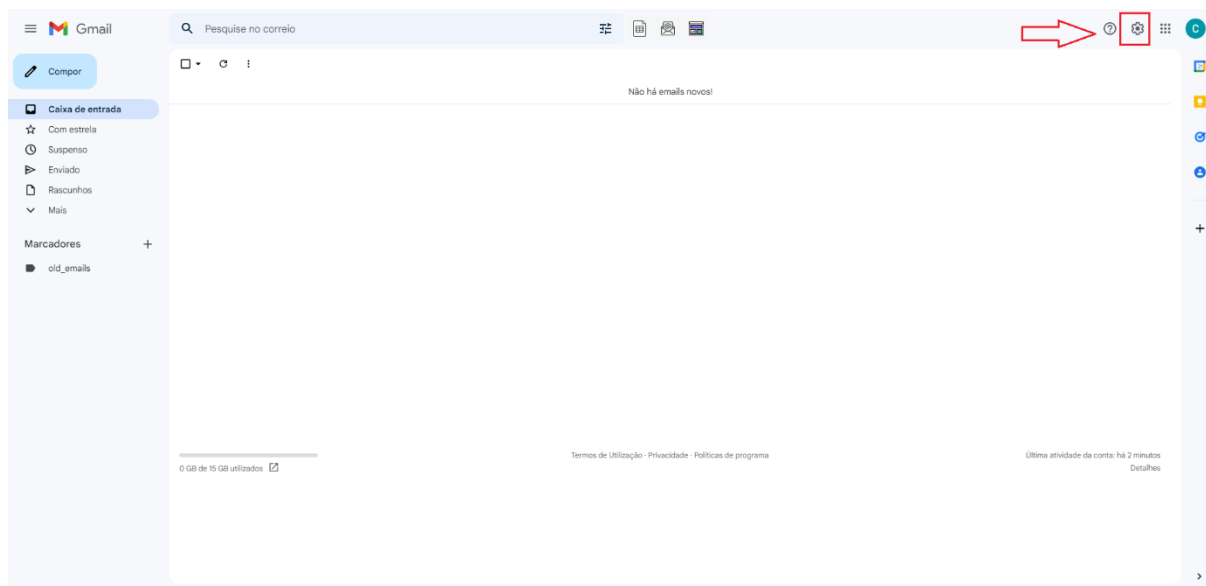 Gmail
Pesquise no correio
C
Compor
Não há emails novos!
Caixa de entrada
Com estrela
Suspenso
Enviado
Rascunhos
Mais
Marcadores
old_emails
Termos de Utilização · Privacidade · Políticas de programa
Última atividade da conta: há 2 minutos
0 GB de 15 GB utilizados
Detalhes